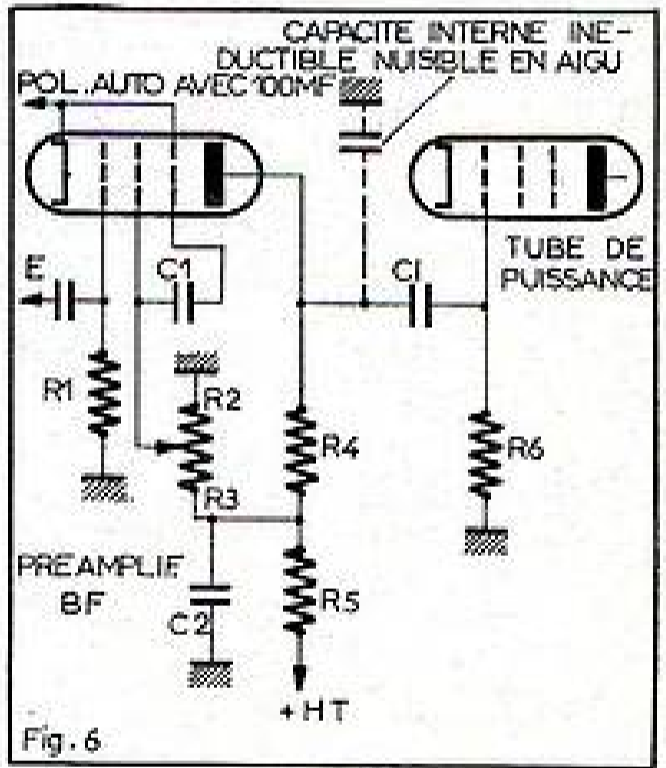 CAPACITE INTERNE INE-
DUCTIBLE NUISIBLE EN AIGU
POL. AUTO AVEC 100MF
TUBE DE
PUISSANCE
E
C1
CI
R1
R2
R4
R6
R3
PREAMPLIF
BF
C2
R5
+HT
Fig. 6